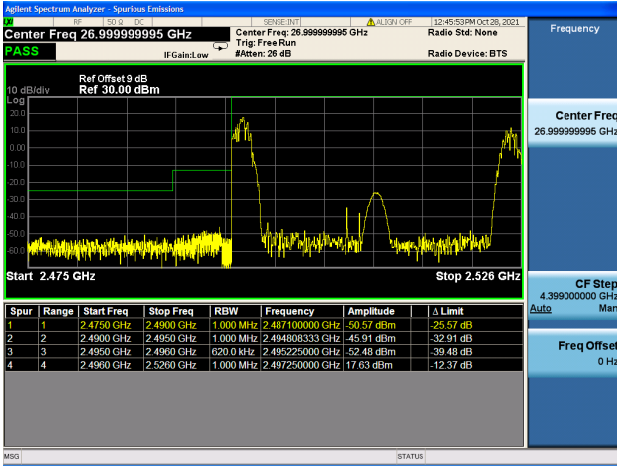 Agilent Spectrum Analyzer - Spurious Emissions
RF 50 Ω DC SENSE:INT ALIGN OFF 12:45:53PM Oct 28, 2021
Center Freq 26.999999995 GHz Center Freq: 26.999999995 GHz Radio Std: None
Trig: Free Run
PASS IFGain:Low #Atten: 26 dB Radio Device: BTS
Ref Offset 9 dB
10 dB/div Ref 30.00 dBm
Log
20.0
10.0
0.00
-10.0
-20.0
-30.0
-40.0
-50.0
-60.0
Start 2.475 GHz Stop 2.526 GHz
Spur Range Start Freq Stop Freq RBW Frequency Amplitude Δ Limit
1 1 2.4750 GHz 2.4900 GHz 1.000 MHz 2.487100000 GHz -50.57 dBm -25.57 dB
2 2 2.4900 GHz 2.4950 GHz 1.000 MHz 2.494808333 GHz -45.91 dBm -32.91 dB
3 3 2.4950 GHz 2.4960 GHz 620.0 kHz 2.495225000 GHz -52.48 dBm -39.48 dB
4 4 2.4960 GHz 2.5260 GHz 1.000 MHz 2.497250000 GHz 17.63 dBm -12.37 dB
Frequency
Center Freq
26.999999995 GHz
CF Step
4.399000000 GHz
Auto Man
Freq Offset
0 Hz
MSG STATUS